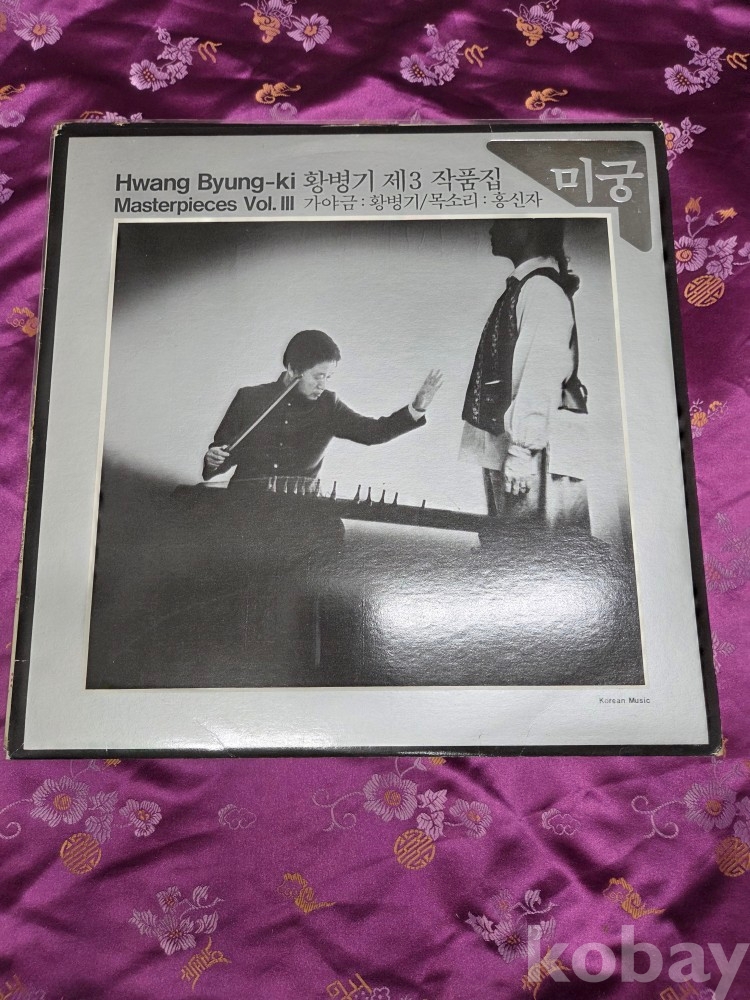 Hwang Byung-ki 황병기 제3 작품집
Masterpieces Vol. III 가야금 : 황병기/목소리 : 홍신자
미궁
Korean Music
kobay